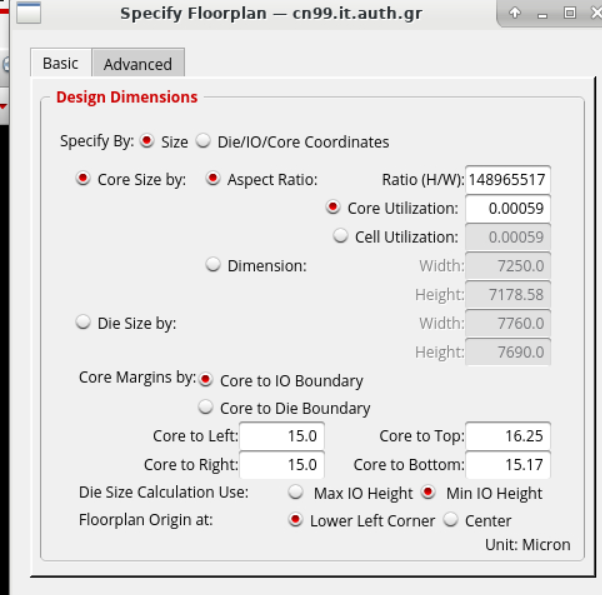 Specify Floorplan — cn99.it.auth.gr
Basic Advanced
Design Dimensions
Specify By: Size Die/IO/Core Coordinates
Core Size by: Aspect Ratio: Ratio (H/W): 148965517
Core Utilization: 0.00059
Cell Utilization: 0.00059
Dimension: Width: 7250.0
Height: 7178.58
Die Size by: Width: 7760.0
Height: 7690.0
Core Margins by: Core to IO Boundary
Core to Die Boundary
Core to Left: 15.0 Core to Top: 16.25
Core to Right: 15.0 Core to Bottom: 15.17
Die Size Calculation Use: Max IO Height Min IO Height
Floorplan Origin at: Lower Left Corner Center
Unit: Micron